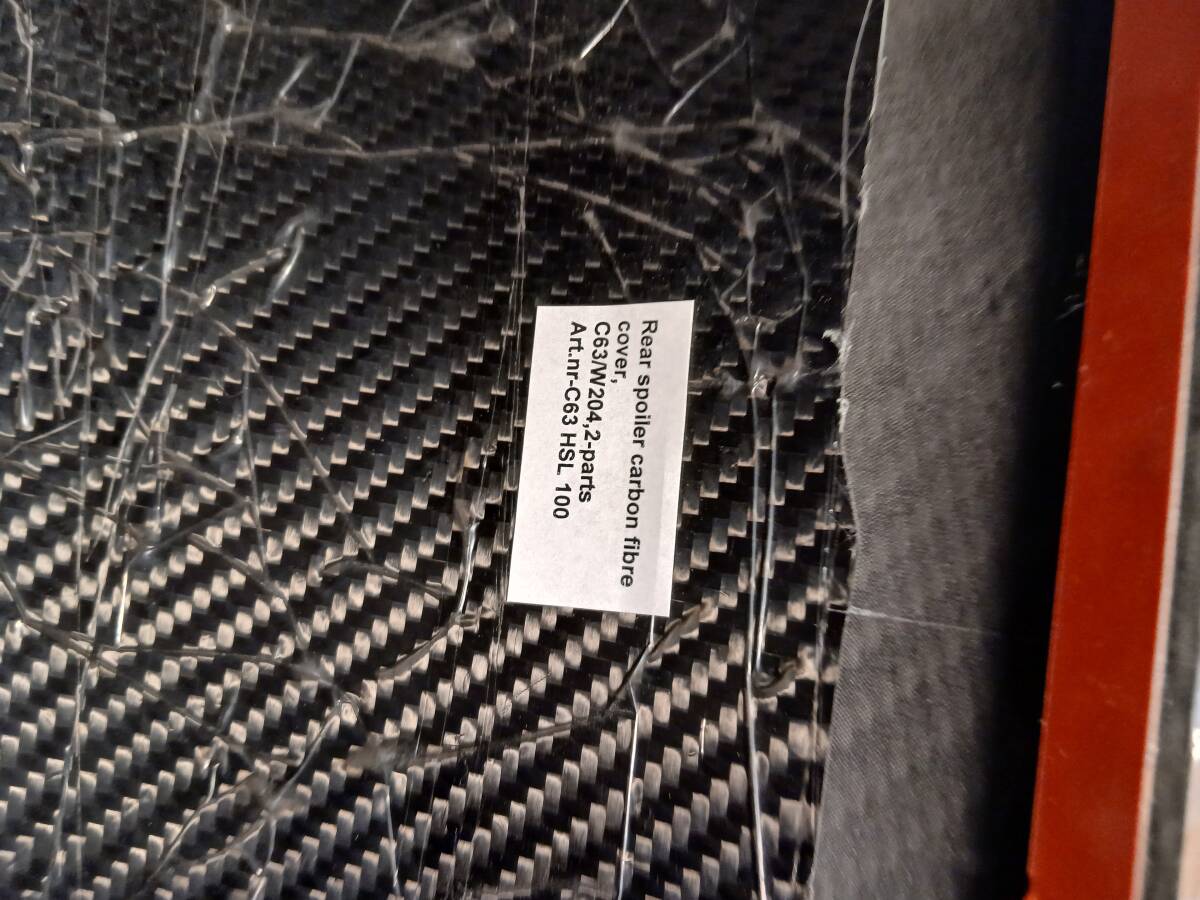 Rear spoiler carbon fibre
cover,
C63/W204,2-parts
Art.nr-C63 HSL 100